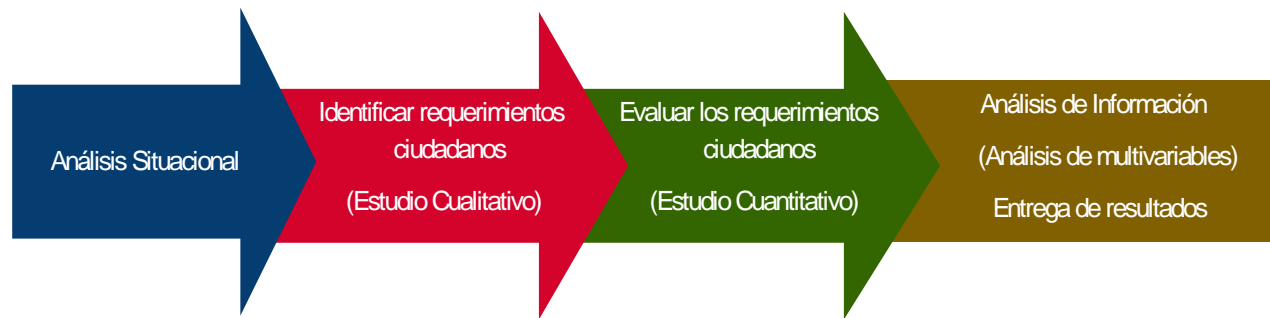 Análisis Situacional
Identificar requerimientos
ciudadanos
(Estudio Cualitativo)
Evaluar los requerimientos
ciudadanos
(Estudio Cuantitativo)
Análisis de Información
(Análisis de multivariables)
Entrega de resultados